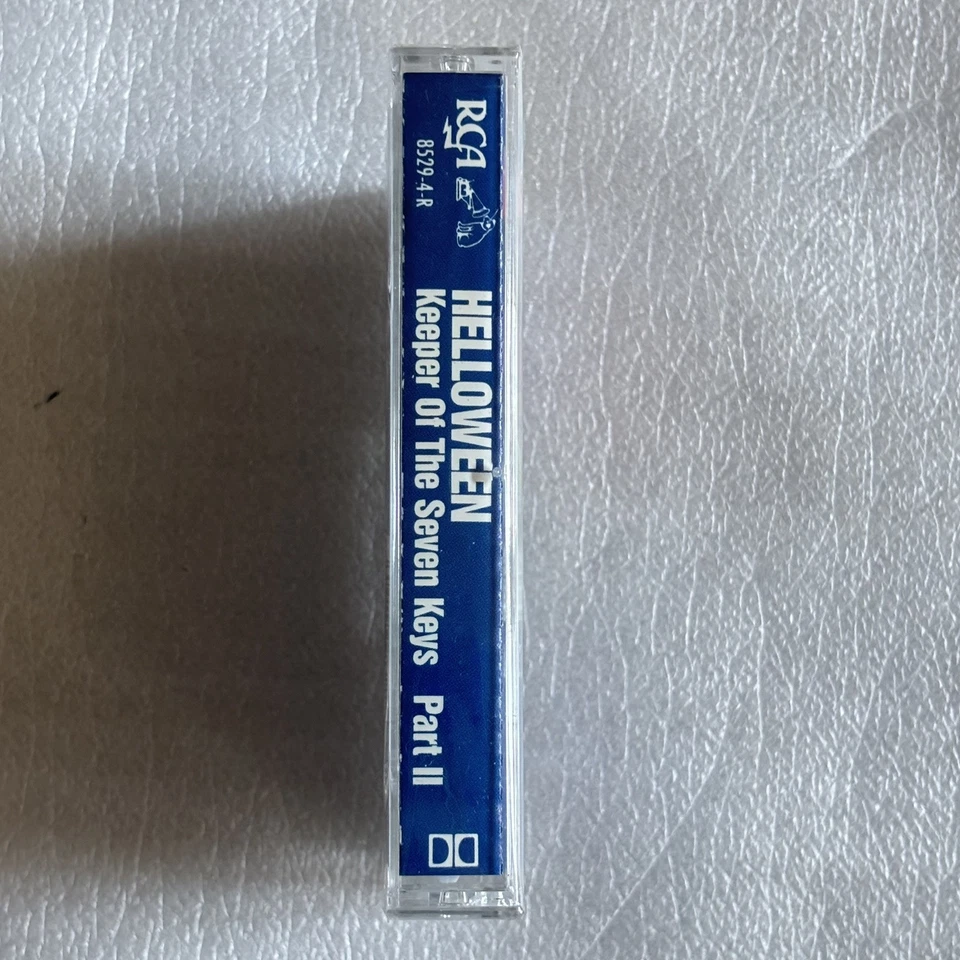 RCA
8529-4-R
HELLOWEEN
Keeper Of The Seven Keys Part II